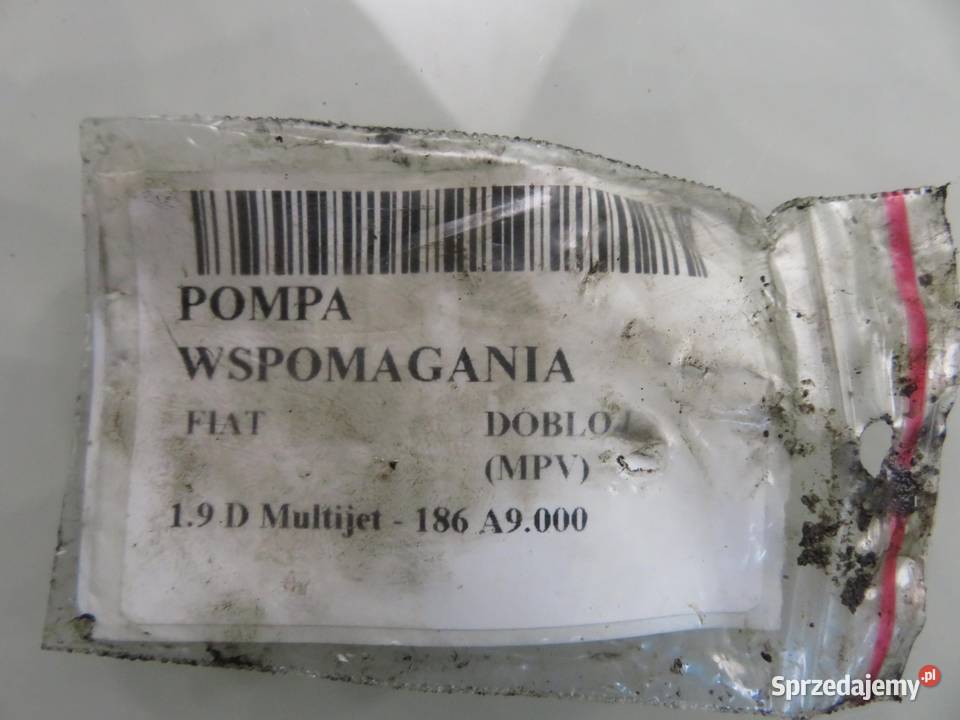 POMPA
WSPOMAGANIA
FIAT DOBLO I
(MPV)
1.9 D Multijet - 186 A9.000
Sprzedajemy.pl